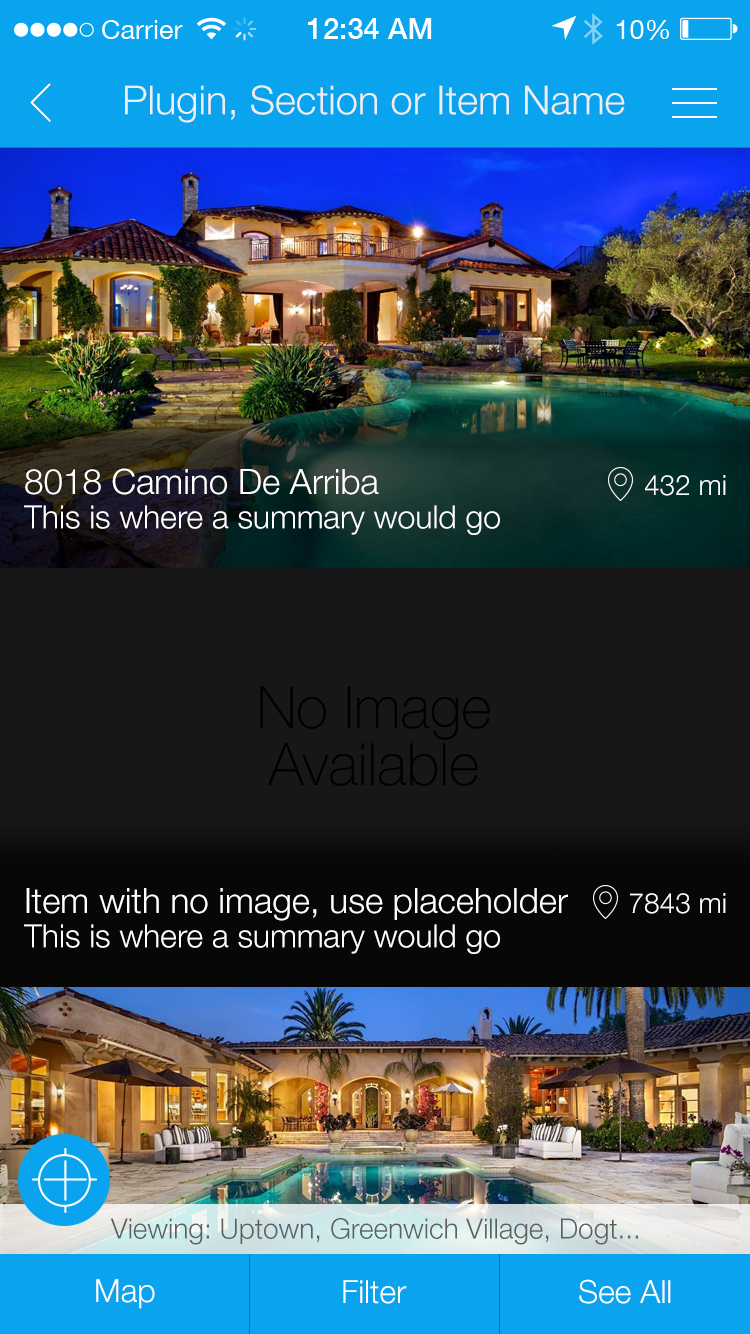 Carrier 12:34 AM 10%
Plugin, Section or Item Name
8018 Camino De Arriba 432 mi
This is where a summary would go
No Image
Available
Item with no image, use placeholder 7843 mi
This is where a summary would go
Viewing: Uptown, Greenwich Village, Dogt...
Map Filter See All